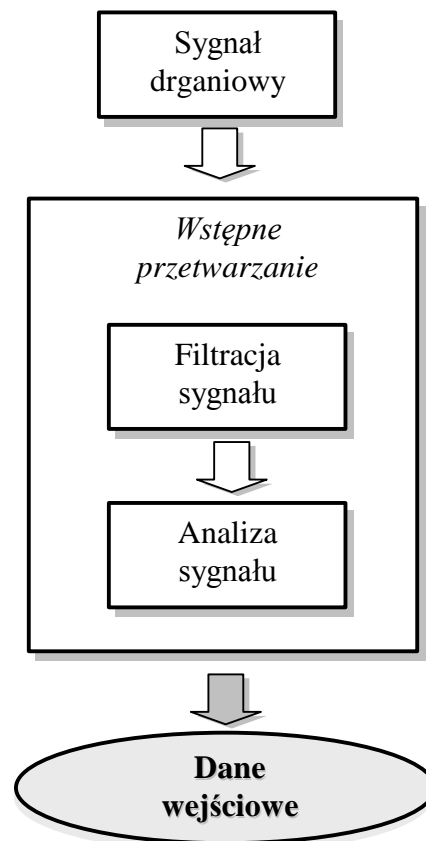 Sygnał
drganiowy
Wstępne
przetwarzanie
Filtracja
sygnału
Analiza
sygnału
Dane
wejściowe